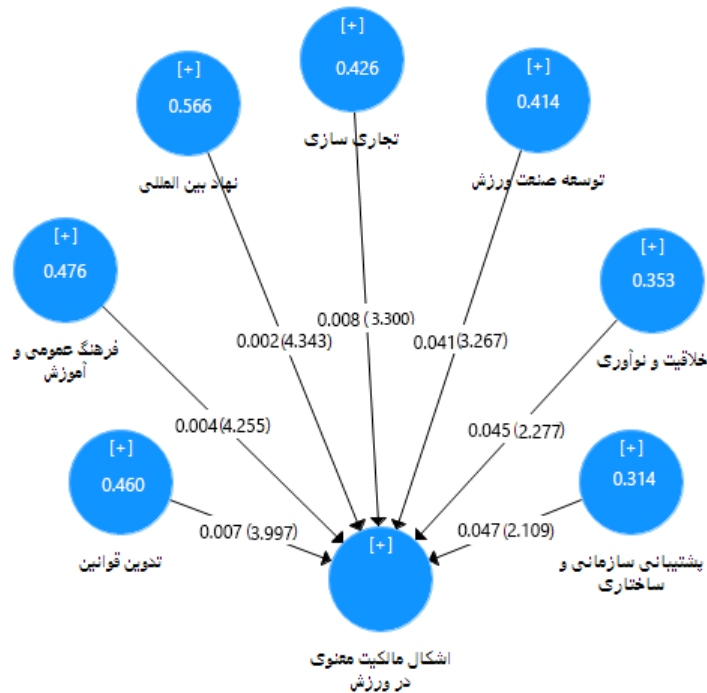 [+]
0.426
تجاری سازی
[+]
0.566
نهاد بین المللی
[+]
0.414
توسعه صنعت ورزش
[+]
0.476
فرهنگ عمومی و
آموزش
[+]
0.353
خلاقیت و نوآوری
[+]
0.460
تدوین قوانین
[+]
0.314
پشتیبانی سازمانی و
ساختاری
0.002(4.343)
0.008(3.300)
0.041(3.267)
0.004(4.255)
0.045(2.277)
0.007(3.997)
0.047(2.109)
[+]
اشکال مالکیت معنوی
در ورزش